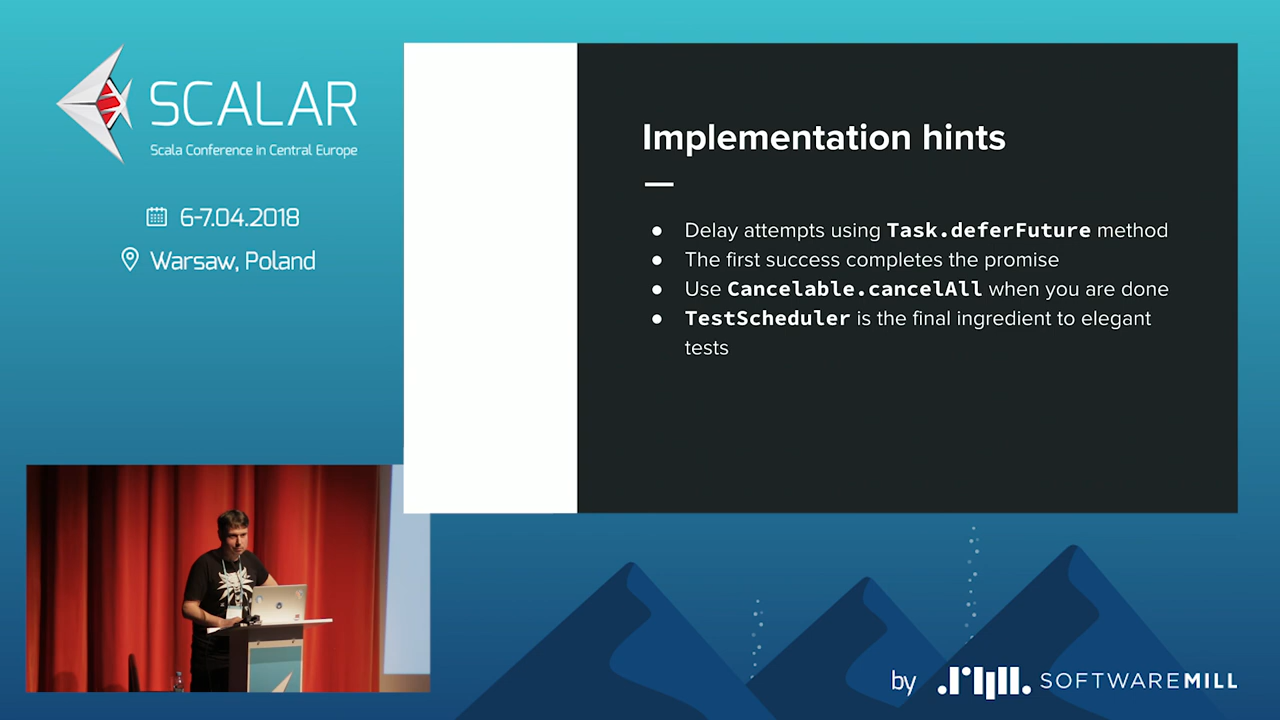 SCALAR
Scala Conference in Central Europe
6-7.04.2018
Warsaw, Poland
Implementation hints
● Delay attempts using Task.deferFuture method
● The first success completes the promise
● Use Cancelable.cancelAll when you are done
● TestScheduler is the final ingredient to elegant
tests
by SOFTWAREMILL